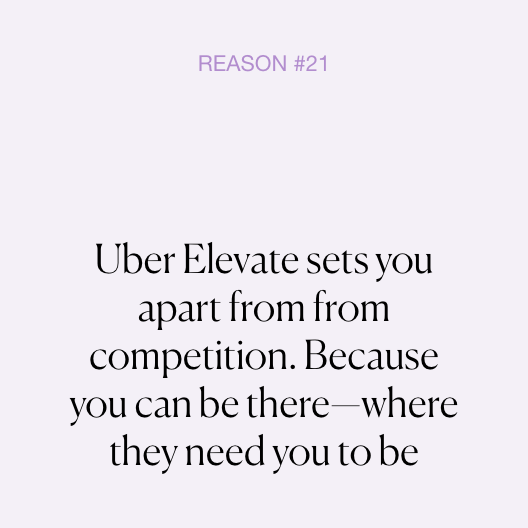 REASON #21
Uber Elevate sets you
apart from from
competition. Because
you can be there—where
they need you to be